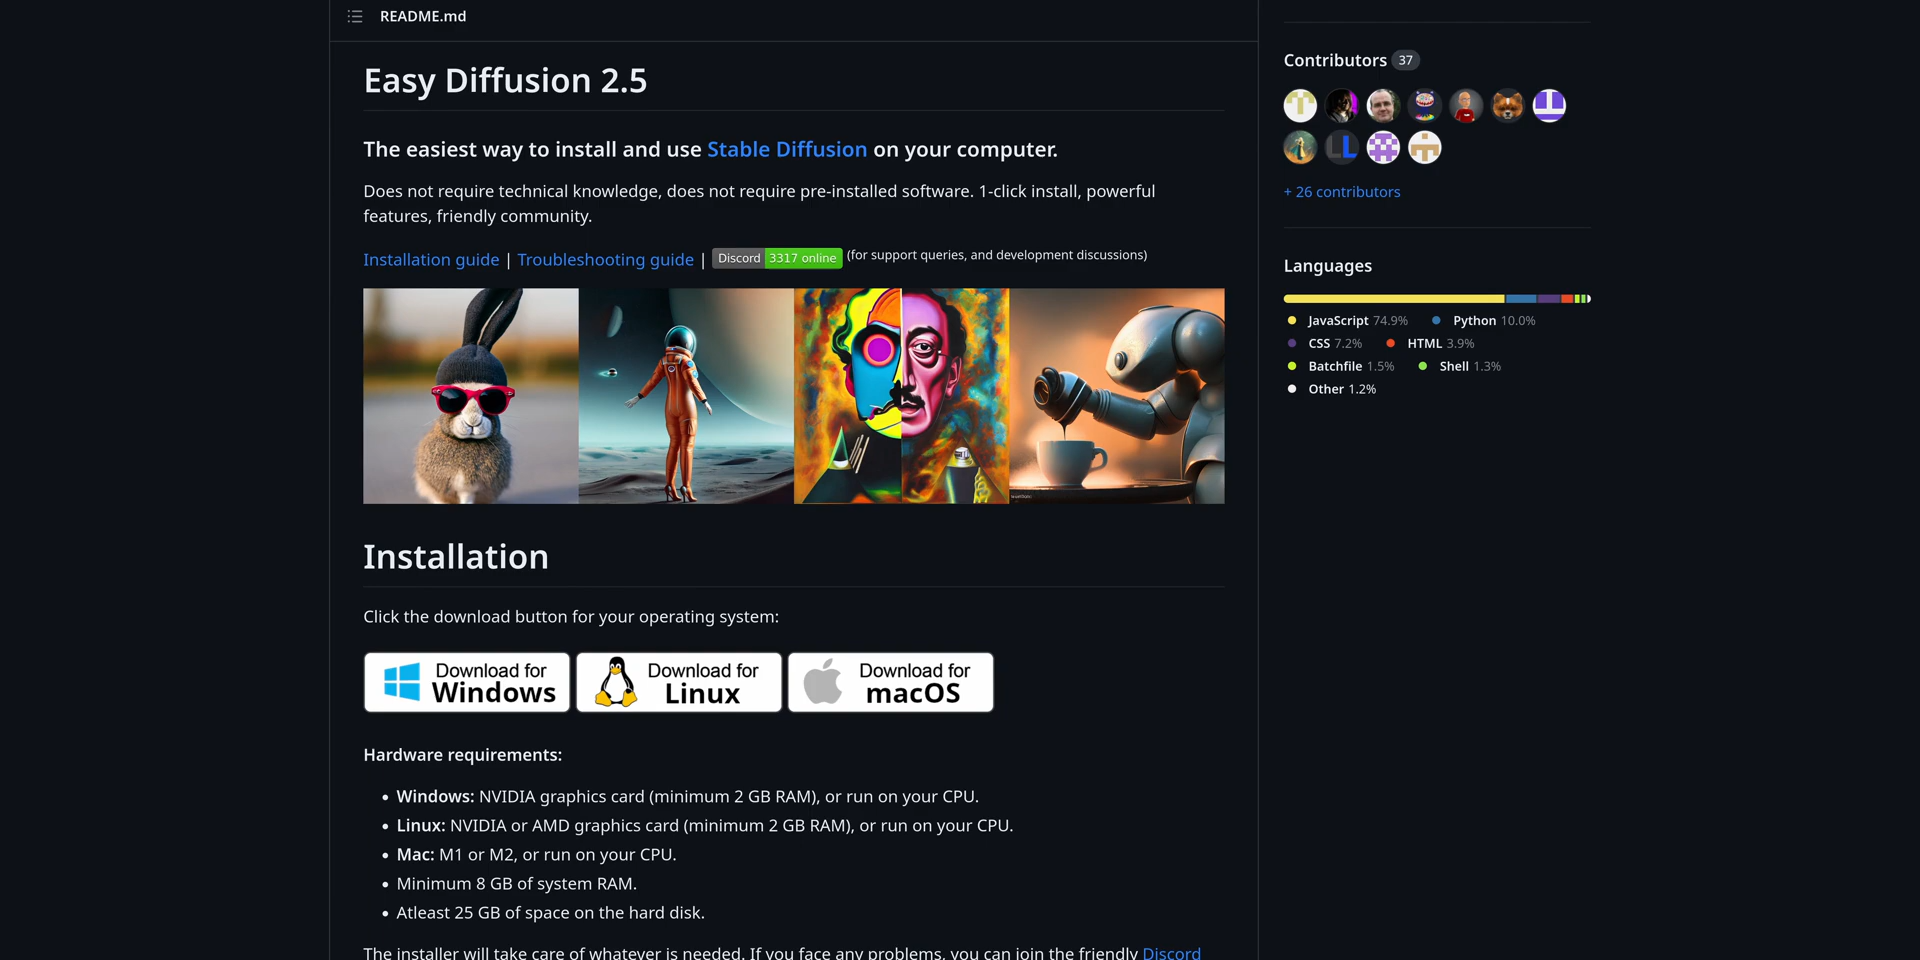 README.md
Easy Diffusion 2.5
The easiest way to install and use Stable Diffusion on your computer.
Does not require technical knowledge, does not require pre-installed software. 1-click install, powerful
features, friendly community.
Installation guide | Troubleshooting guide | Discord 3317 online (for support queries, and development discussions)
Installation
Click the download button for your operating system:
Download for Windows
Download for Linux
Download for macOS
Hardware requirements:
• Windows: NVIDIA graphics card (minimum 2 GB RAM), or run on your CPU.
• Linux: NVIDIA or AMD graphics card (minimum 2 GB RAM), or run on your CPU.
• Mac: M1 or M2, or run on your CPU.
• Minimum 8 GB of system RAM.
• Atleast 25 GB of space on the hard disk.
The installer will take care of whatever is needed. If you face any problems, you can join the friendly Discord
Contributors 37
+ 26 contributors
Languages
JavaScript 74.9% Python 10.0%
CSS 7.2% HTML 3.9%
Batchfile 1.5% Shell 1.3%
Other 1.2%